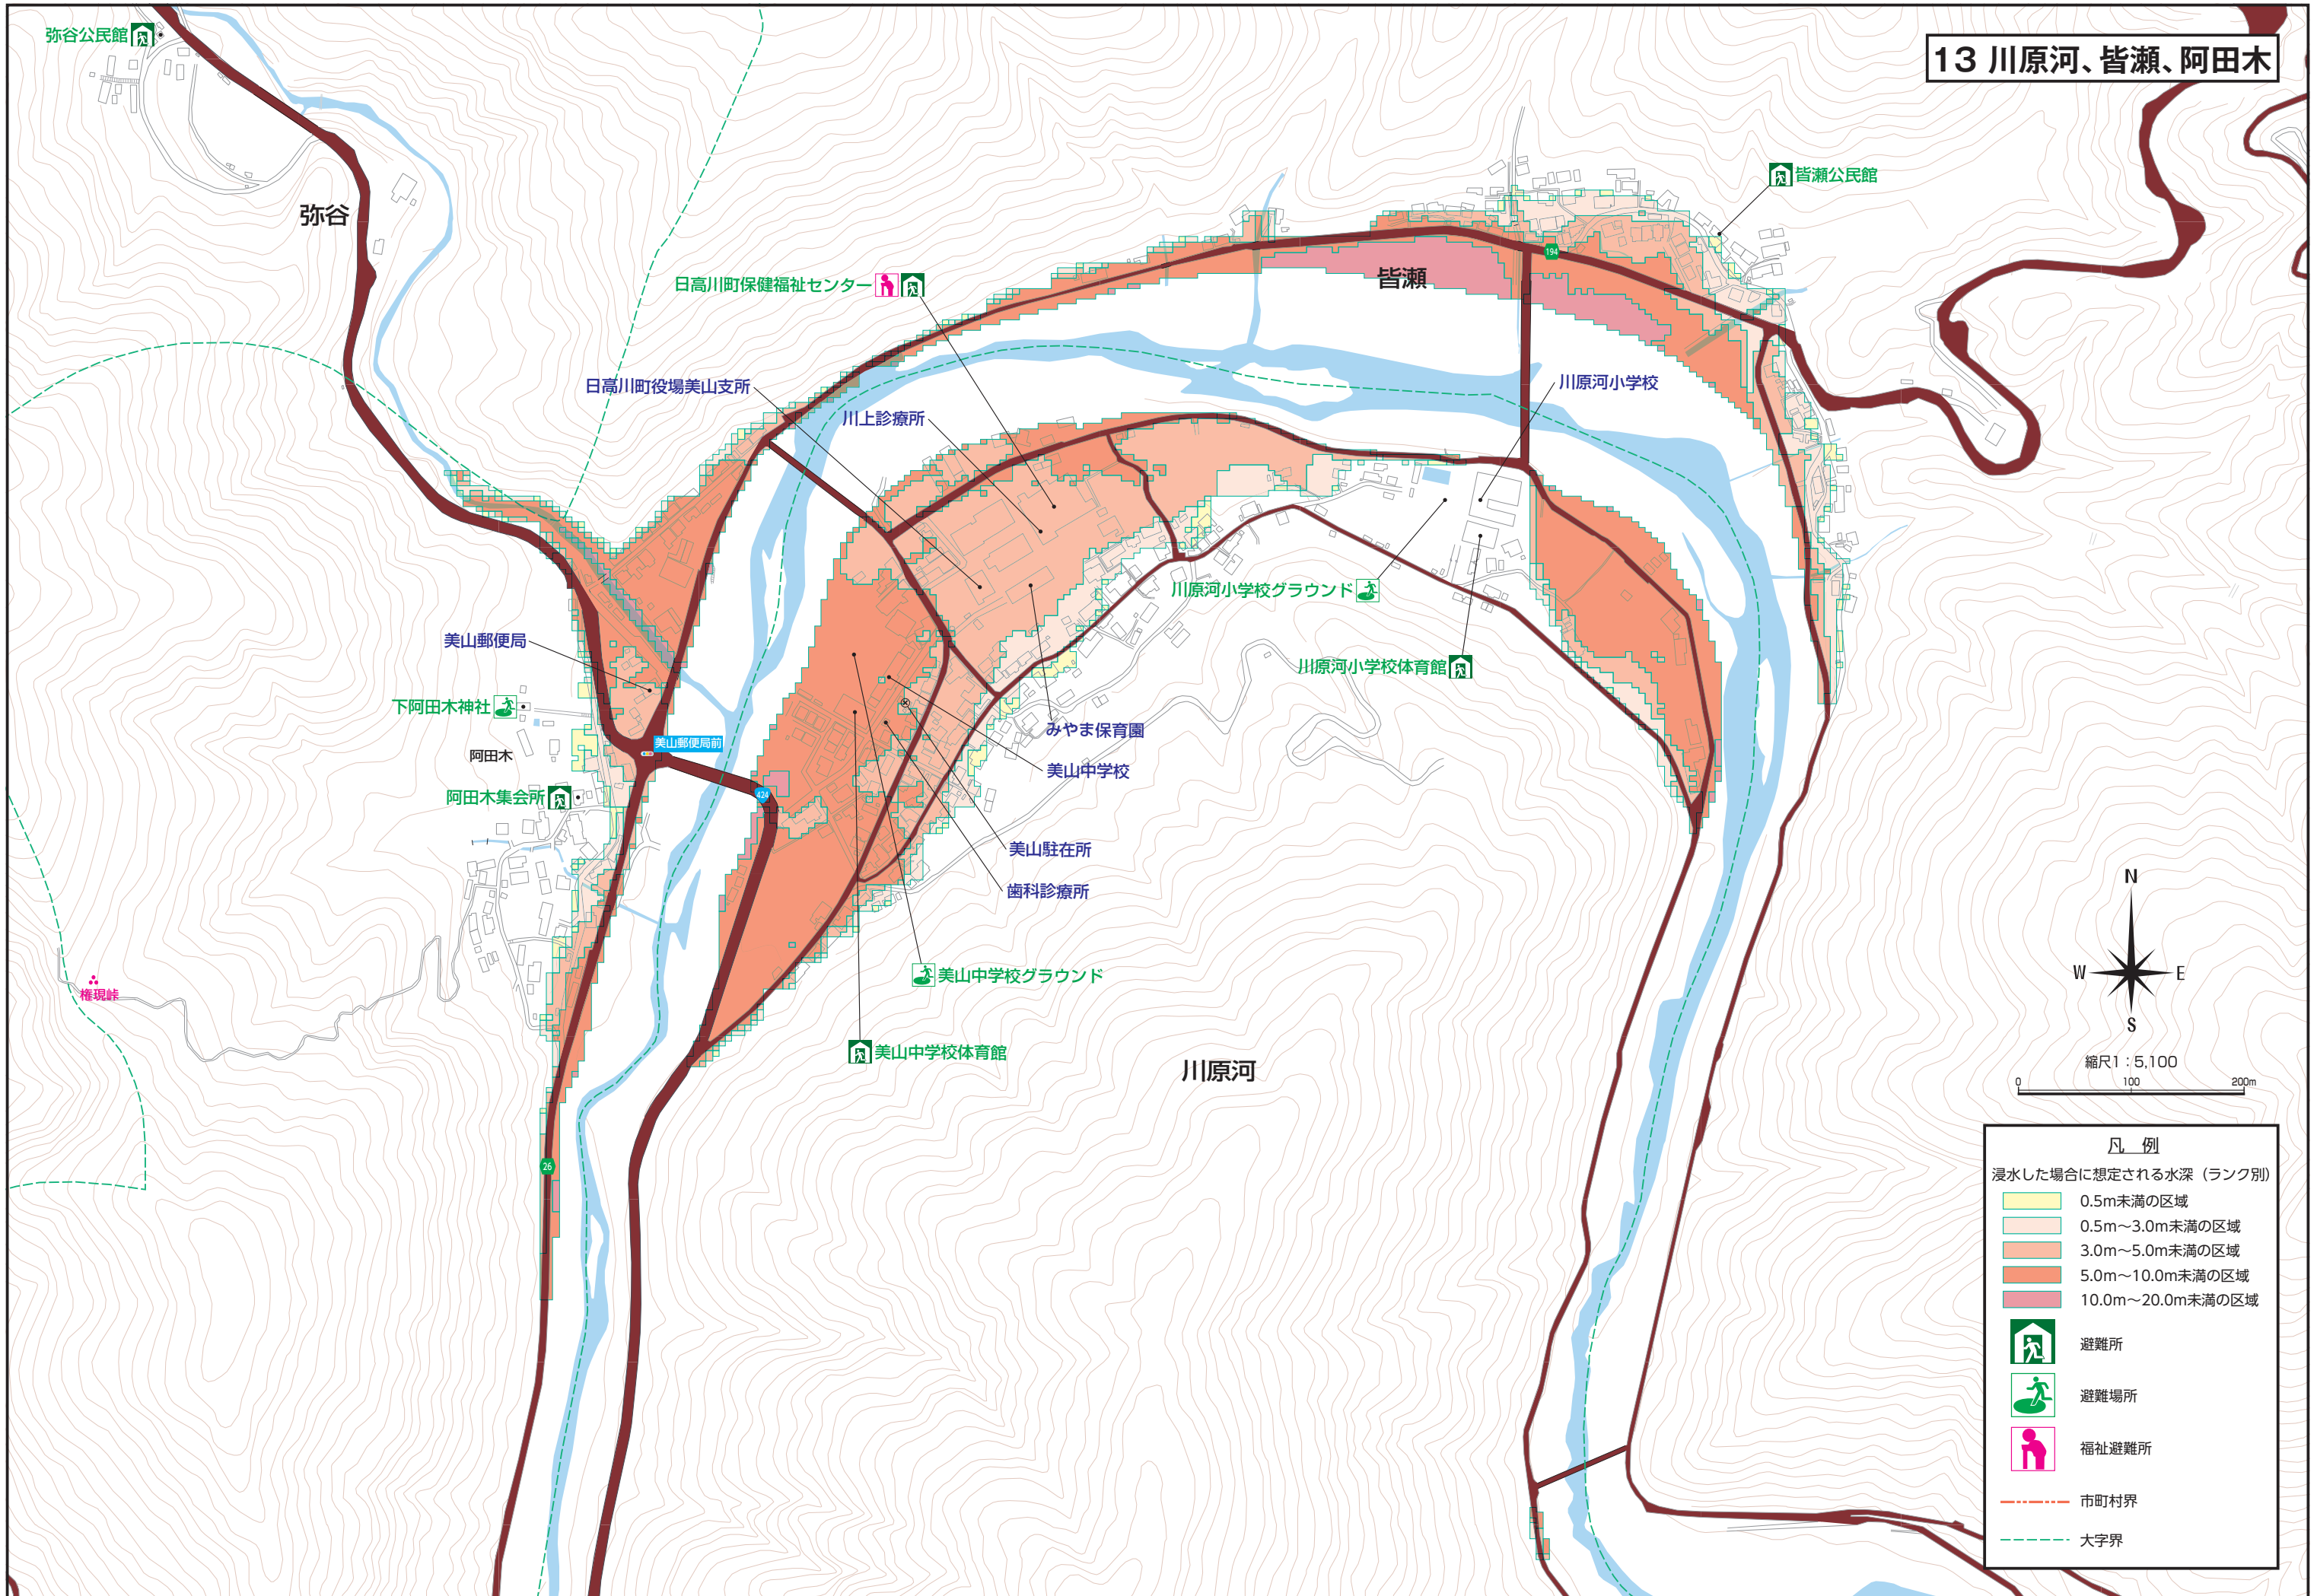 弥谷公民館
13 川原河、皆瀬、阿田木
皆瀬公民館
弥谷
194
皆瀬
日高川町保健福祉センター
日高川町役場美山支所
川原河小学校
川上診療所
川原河小学校グラウンド
美山郵便局
川原河小学校体育館
下阿田木神社
みやま保育園
美山郵便局前
阿田木
美山中学校
424
阿田木集会所
美山駐在所
歯科診療所
N
W
E
S
美山中学校グラウンド
権現峠
美山中学校体育館
川原河
縮尺1：5,100
0 100 200m
26
凡 例
浸水した場合に想定される水深（ランク別）
0.5m未満の区域
0.5m～3.0m未満の区域
3.0m～5.0m未満の区域
5.0m～10.0m未満の区域
10.0m～20.0m未満の区域
避難所
避難場所
福祉避難所
市町村界
大字界